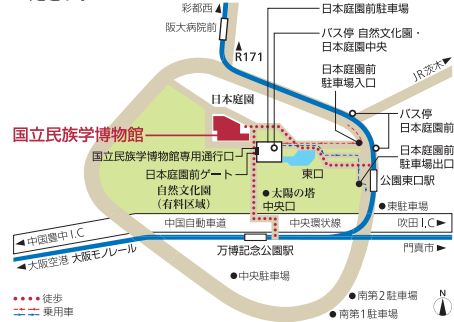 彩都西
阪大病院前
R171
日本庭園前駐車場
バス停 自然文化園・
日本庭園中央
日本庭園前
駐車場入口
JR茨木
日本庭園
バス停
日本庭園前
国立民族学博物館
国立民族学博物館専用通行口
日本庭園前ゲート
日本庭園前
駐車場出口
東口
自然文化園
(有料区域)
太陽の塔
中央口
公園東口駅
東駐車場
中国自動車道
中央環状線
吹田 I.C
中国豊中 I.C
大阪空港 大阪モノレール
万博記念公園駅
門真市
中央駐車場
南第2駐車場
南第1駐車場
徒歩
乗用車
N